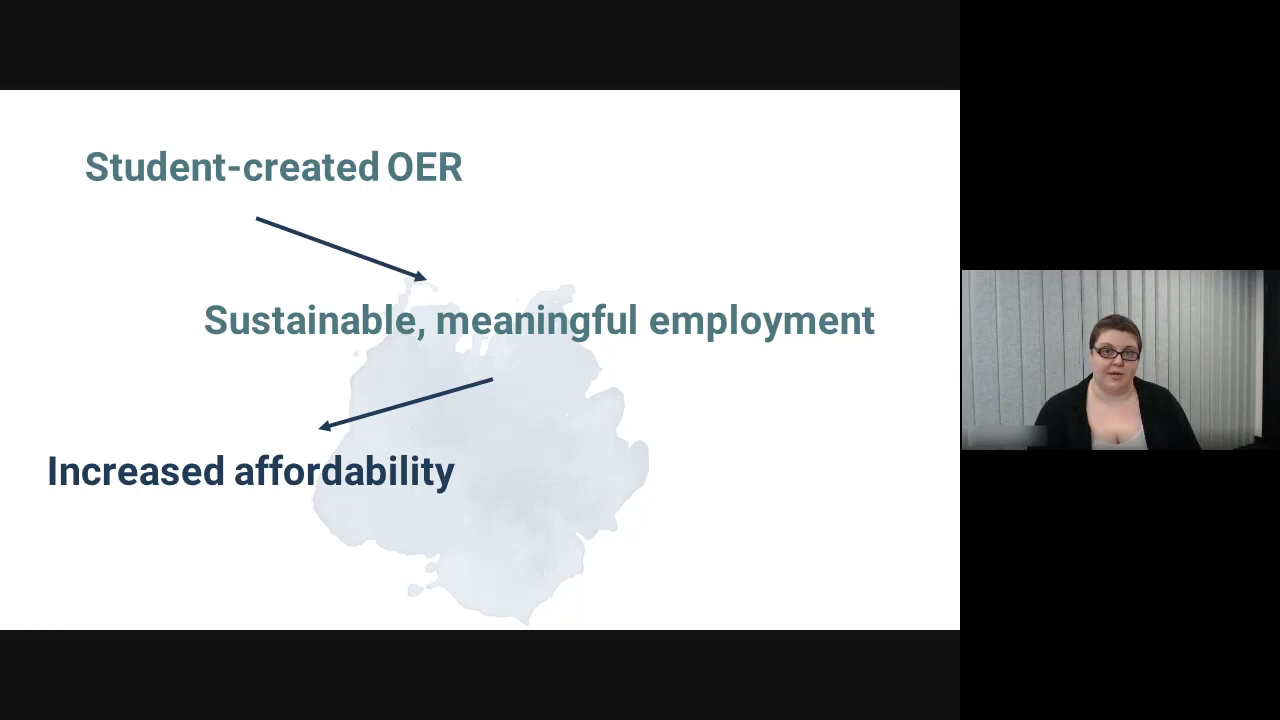 Student-created OER
Sustainable, meaningful employment
Increased affordability